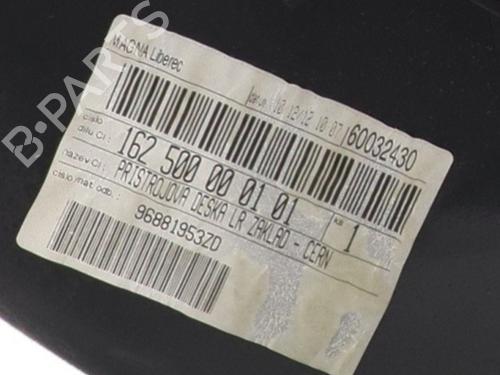 MAGNA Liberec
10/12/12 10:07
60032430
číslo
dílu CI:
162 500 00 01 01
ks
1
název CI:
PRISTROJOVA DESKA LR ZAKLAD - CERN
číslo/mat. odb.:
96881953ZD
B-PARTS